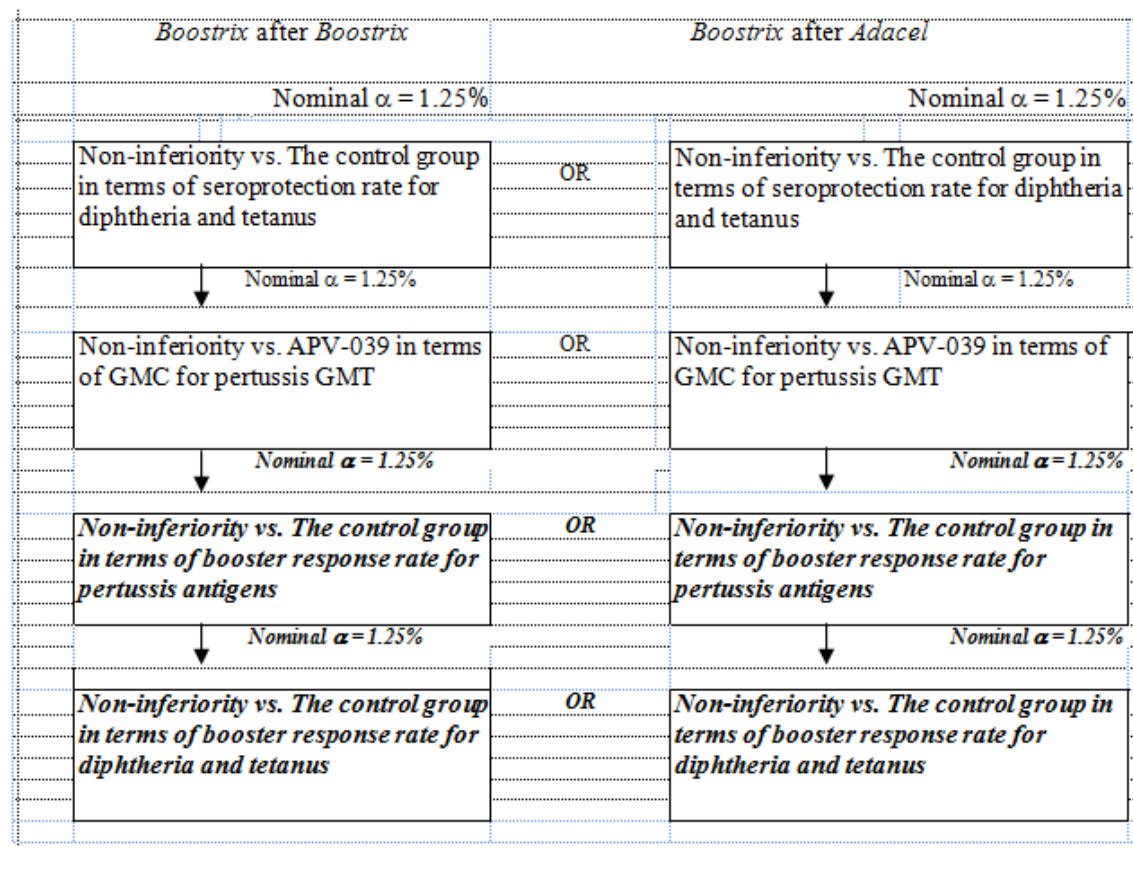 Boostrix after Boostrix
Boostrix after Adacel
Nominal α = 1.25%
Nominal α = 1.25%
Non-inferiority vs. The control group
in terms of seroprotection rate for
diphtheria and tetanus
OR
Non-inferiority vs. The control group in
terms of seroprotection rate for diphtheria
and tetanus
Nominal α = 1.25%
Nominal α = 1.25%
Non-inferiority vs. APV-039 in terms
of GMC for pertussis GMT
OR
Non-inferiority vs. APV-039 in terms of
GMC for pertussis GMT
Nominal α = 1.25%
Nominal α = 1.25%
Non-inferiority vs. The control group
in terms of booster response rate for
pertussis antigens
OR
Non-inferiority vs. The control group in
terms of booster response rate for
pertussis antigens
Nominal α = 1.25%
Nominal α = 1.25%
Non-inferiority vs. The control group
in terms of booster response rate for
diphtheria and tetanus
OR
Non-inferiority vs. The control group in
terms of booster response rate for
diphtheria and tetanus